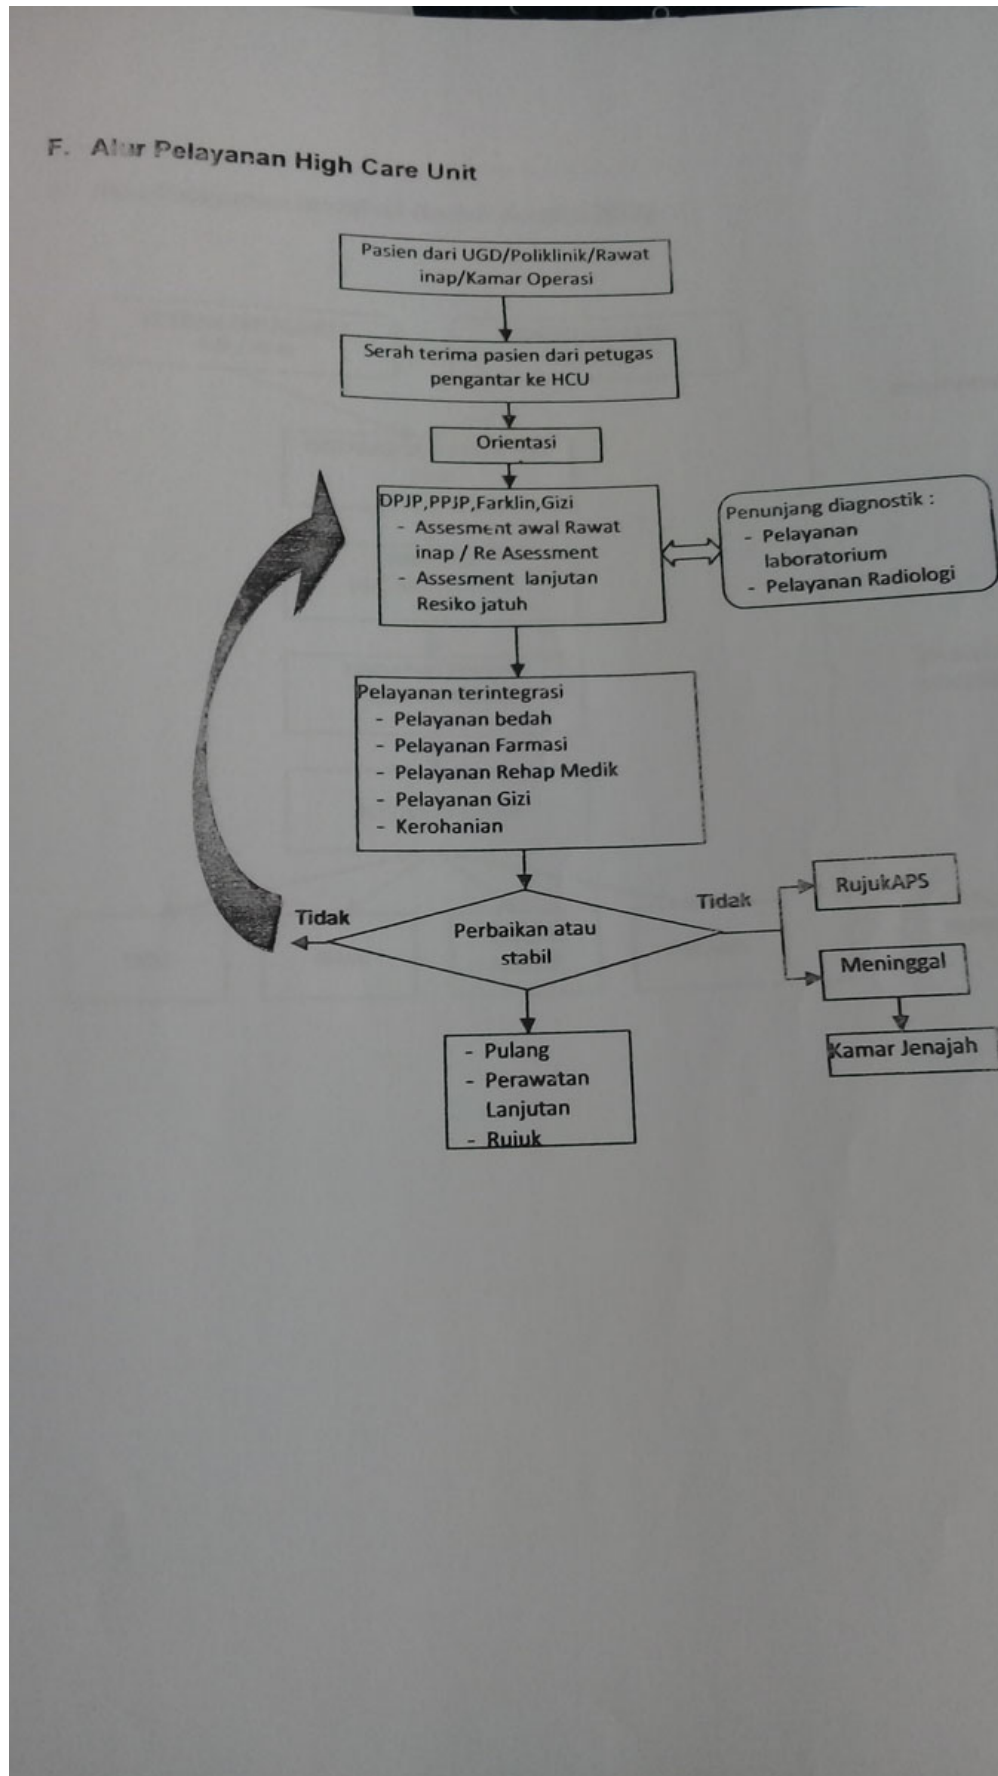 F. Alur Pelayanan High Care Unit
Pasien dari UGD/Poliklinik/Rawat
inap/Kamar Operasi
Serah terima pasien dari petugas
pengantar ke HCU
Orientasi
DPJP,PPJP,Farklin,Gizi
- Assesment awal Rawat
inap / Re Asessment
- Assesment lanjutan
Resiko jatuh
Penunjang diagnostik :
- Pelayanan
laboratorium
- Pelayanan Radiologi
Pelayanan terintegrasi
- Pelayanan bedah
- Pelayanan Farmasi
- Pelayanan Rehap Medik
- Pelayanan Gizi
- Kerohanian
Tidak
Perbaikan atau
stabil
Tidak
RujukAPS
Meninggal
Kamar Jenajah
- Pulang
- Perawatan
Lanjutan
- Rujuk